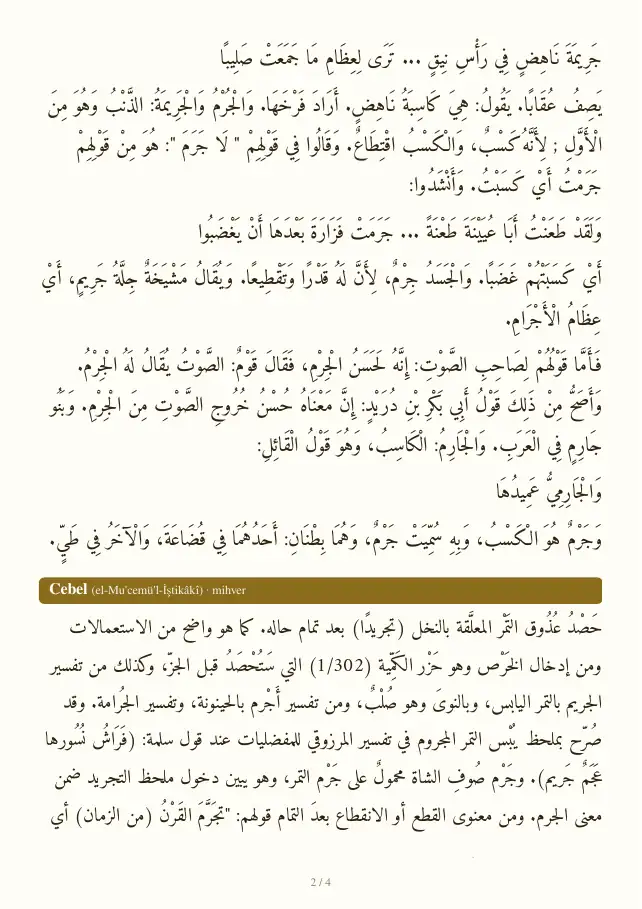 جَرِيمَةَ نَاهِضٍ فِي رَأْسِ نِيقٍ ... تَرَى لِعِظَامِ مَا جَمَعَتْ صَلِيبًا
يَصِفُ عُقَابًا. يَقُولُ: هِيَ كَاسِبَةُ نَاهِضٍ. أَرَادَ فَرْخَهَا. وَالْجُرْمُ وَالْجَرِيمَةُ: الذَّنْبُ وَهُوَ مِنَ
الْأَوَّلِ ; لِأَنَّهُ كَسْبٌ، وَالْكَسْبُ اقْتِطَاعٌ. وَقَالُوا فِي قَوْلِهِمْ " لَا جَرَمَ ": هُوَ مِنْ قَوْلِهِمْ
جَرَمْتُ أَيْ كَسَبْتُ. وَأَنْشَدُوا:
وَلَقَدْ طَعَنْتُ أَبَا عُيَيْنَةَ طَعْنَةً ... جَرَمَتْ فَزَارَةَ بَعْدَهَا أَنْ يَغْضَبُوا
أَيْ كَسَبَتْهُمْ غَضَبًا. وَالْجَسَدُ جِرْمٌ، لِأَنَّ لَهُ قَدْرًا وَتَقْطِيعًا. وَيُقَالُ مَشْيَخَةٌ جِلَّةٌ جَرِيمٍ، أَيْ
عِظَامُ الْأَجْرَامِ.
فَأَمَّا قَوْلُهُمْ لِصَاحِبِ الصَّوْتِ: إِنَّهُ لَحَسَنُ الْجِرْمِ، فَقَالَ قَوْمٌ: الصَّوْتُ يُقَالُ لَهُ الْجِرْمُ.
وَأَصَحُّ مِنْ ذَلِكَ قَوْلُ أَبِي بَكْرِ بْنِ دُرَيْدٍ: إِنَّ مَعْنَاهُ حُسْنُ خُرُوجِ الصَّوْتِ مِنَ الْجِرْمِ. وَبَنُو
جَارِمٍ فِي الْعَرَبِ. وَالْجَارِمُ: الْكَاسِبُ، وَهُوَ قَوْلُ الْقَائِلِ:
وَالْجَارِمِيُّ عَمِيدُهَا
وَجَرْمٌ هُوَ الْكَسْبُ، وَبِهِ سُمِّيَتْ جَرْمٌ، وَهُمَا بِطْنَانِ: أَحَدُهُمَا فِي قُضَاعَةَ، وَالْآخَرُ فِي طَيٍّ.
Cebel (el-Mu'cemü'l-İştikâkî) · mihver
حَصْدُ عُذُوق التَّمْر المعلَّقة بالنخل (تجريدًا) بعد تمام حاله. كما هو واضح من الاستعمالات
ومن إدخال الخَرْص وهو حَزْر الكَمِّية (1/302) التي سَتُحْصَدُ قبل الجزّ، وكذلك من تفسير
الجريم بالتمر اليابس، وبالنوىَ وهو صُلْبٌ، ومن تفسير أَجْرم بالحينونة، وتفسير الجُرامة. وقد
صُرّح بملحظ يُبْس التمر المجروم في تفسير المرزوقي للمفضليات عند قول سلمة: (فَرَاشُ نُسُورها
عَجَمٌ جَريم). وجَرْم صُوفِ الشاة محمولٌ على جَرْم التمر، وهو يبين دخول ملحظ التجريد ضمن
معنى الجرم. ومن معنوى القطع أو الانقطاع بعدَ التمام قولهم: "تجَرَّمَ القَرْنُ (من الزمان) أي
2 / 4